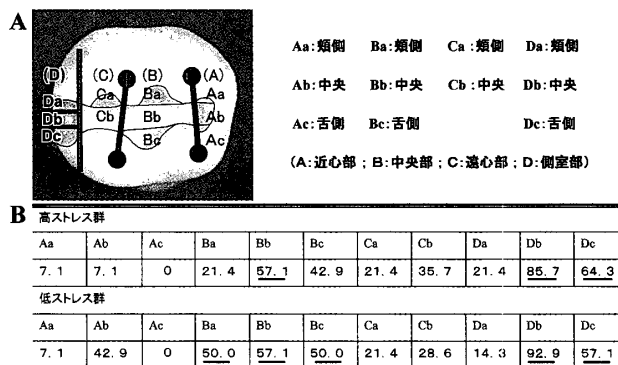 A
(D) (C) (B) (A)
Da Ca Ba Aa
Db Cb Bb Ab
Dc Bc Ac
Aa:頬側 Ba:頬側 Ca:頬側 Da:頬側
Ab:中央 Bb:中央 Cb:中央 Db:中央
Ac:舌側 Bc:舌側 Dc:舌側
(A:近心部;B:中央部;C:遠心部;D:側室部)
B 高ストレス群
Aa Ab Ac Ba Bb Bc Ca Cb Da Db Dc
7.1 7.1 0 21.4 57.1 42.9 21.4 35.7 21.4 85.7 64.3
低ストレス群
Aa Ab Ac Ba Bb Bc Ca Cb Da Db Dc
7.1 42.9 0 50.0 57.1 50.0 21.4 28.6 14.3 92.9 57.1